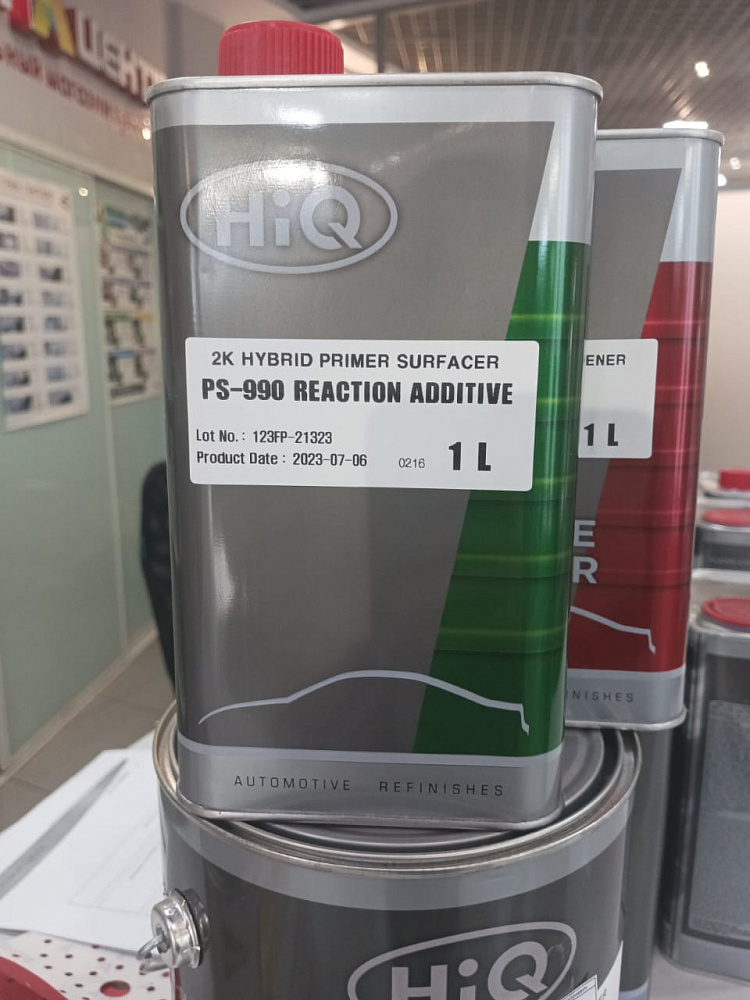 ЦЕНТ
HiQ
2K HYBRID PRIMER SURFACER
PS-990 REACTION ADDITIVE
Lot No. : 123FP-21323
Product Date : 2023-07-06 0216 1 L
AUTOMOTIVE REFINISHES
ENER
1 L
E
R
INISHES
HiQ